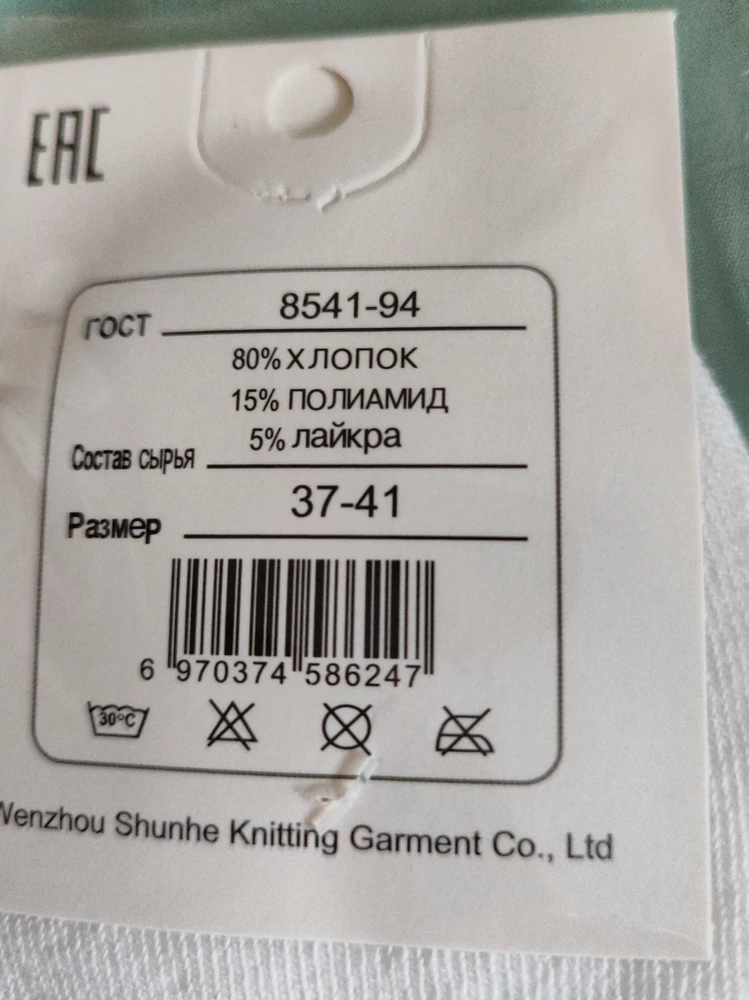 EAC
ГОСТ 8541-94
80% ХЛОПОК
15% ПОЛИАМИД
5% лайкра
Состав сырья
37-41
Размер
6 970374 586247
30°C
Wenzhou Shunhe Knitting Garment Co., Ltd